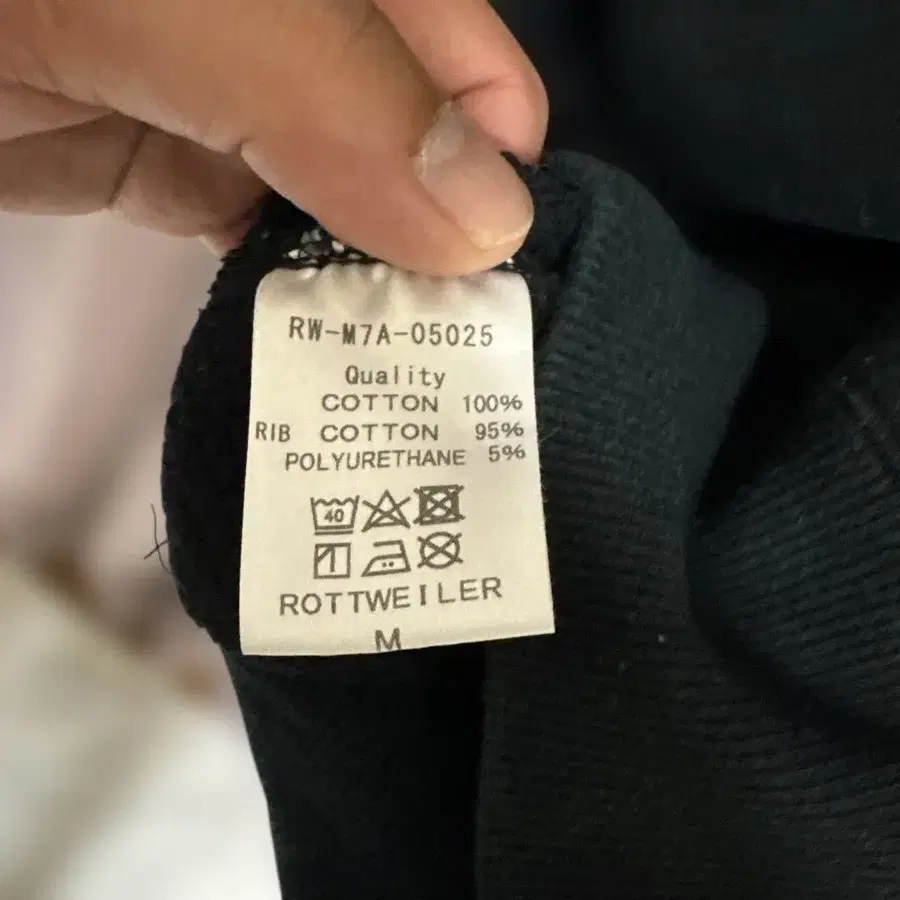 RW-M7A-05025
Quality
COTTON 100%
RIB COTTON 95%
POLYURETHANE 5%
40
ROTTWEILER
M